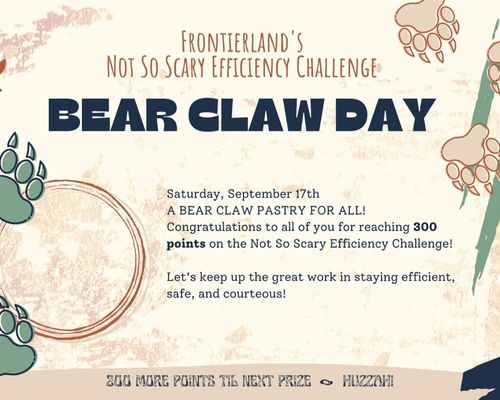 Frontierland's
Not So Scary Efficiency Challenge
BEAR CLAW DAY
Saturday, September 17th
A BEAR CLAW PASTRY FOR ALL!
Congratulations to all of you for reaching 300
points on the Not So Scary Efficiency Challenge!
Let's keep up the great work in staying efficient,
safe, and courteous!
300 MORE POINTS TIL NEXT PRIZE ~ HUZZAH!